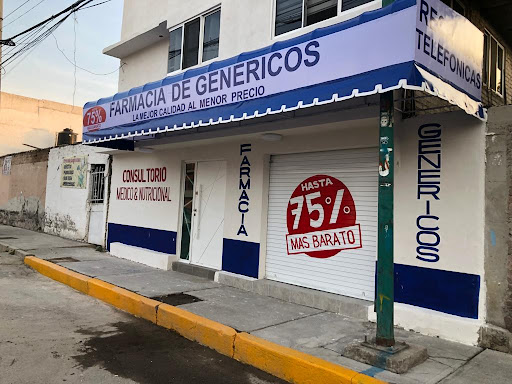 75%
FARMACIA DE GENERICOS
LA MEJOR CALIDAD AL MENOR PRECIO
TELEFONICAS
CONSULTORIO
MEDICO & NUTRICIONAL
FARMACIA
HASTA
75%
MAS BARATO
GENERICOS